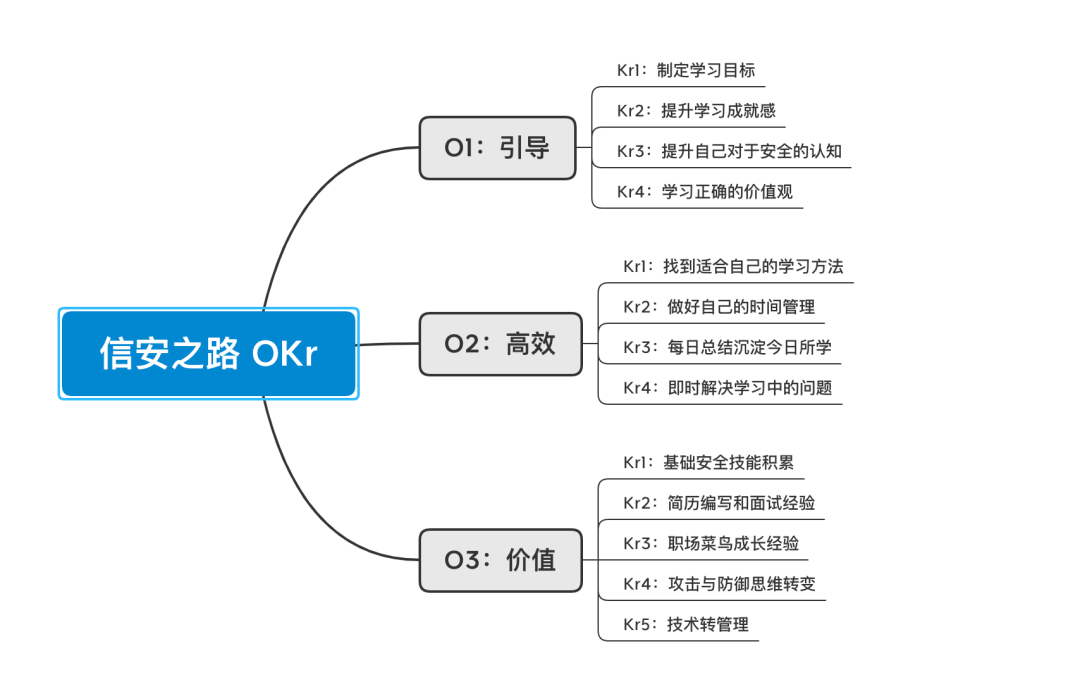 信安之路 OKr
O1：引导
Kr1：制定学习目标
Kr2：提升学习成就感
Kr3：提升自己对于安全的认知
Kr4：学习正确的价值观
O2：高效
Kr1：找到适合自己的学习方法
Kr2：做好自己的时间管理
Kr3：每日总结沉淀今日所学
Kr4：即时解决学习中的问题
O3：价值
Kr1：基础安全技能积累
Kr2：简历编写和面试经验
Kr3：职场菜鸟成长经验
Kr4：攻击与防御思维转变
Kr5：技术转管理